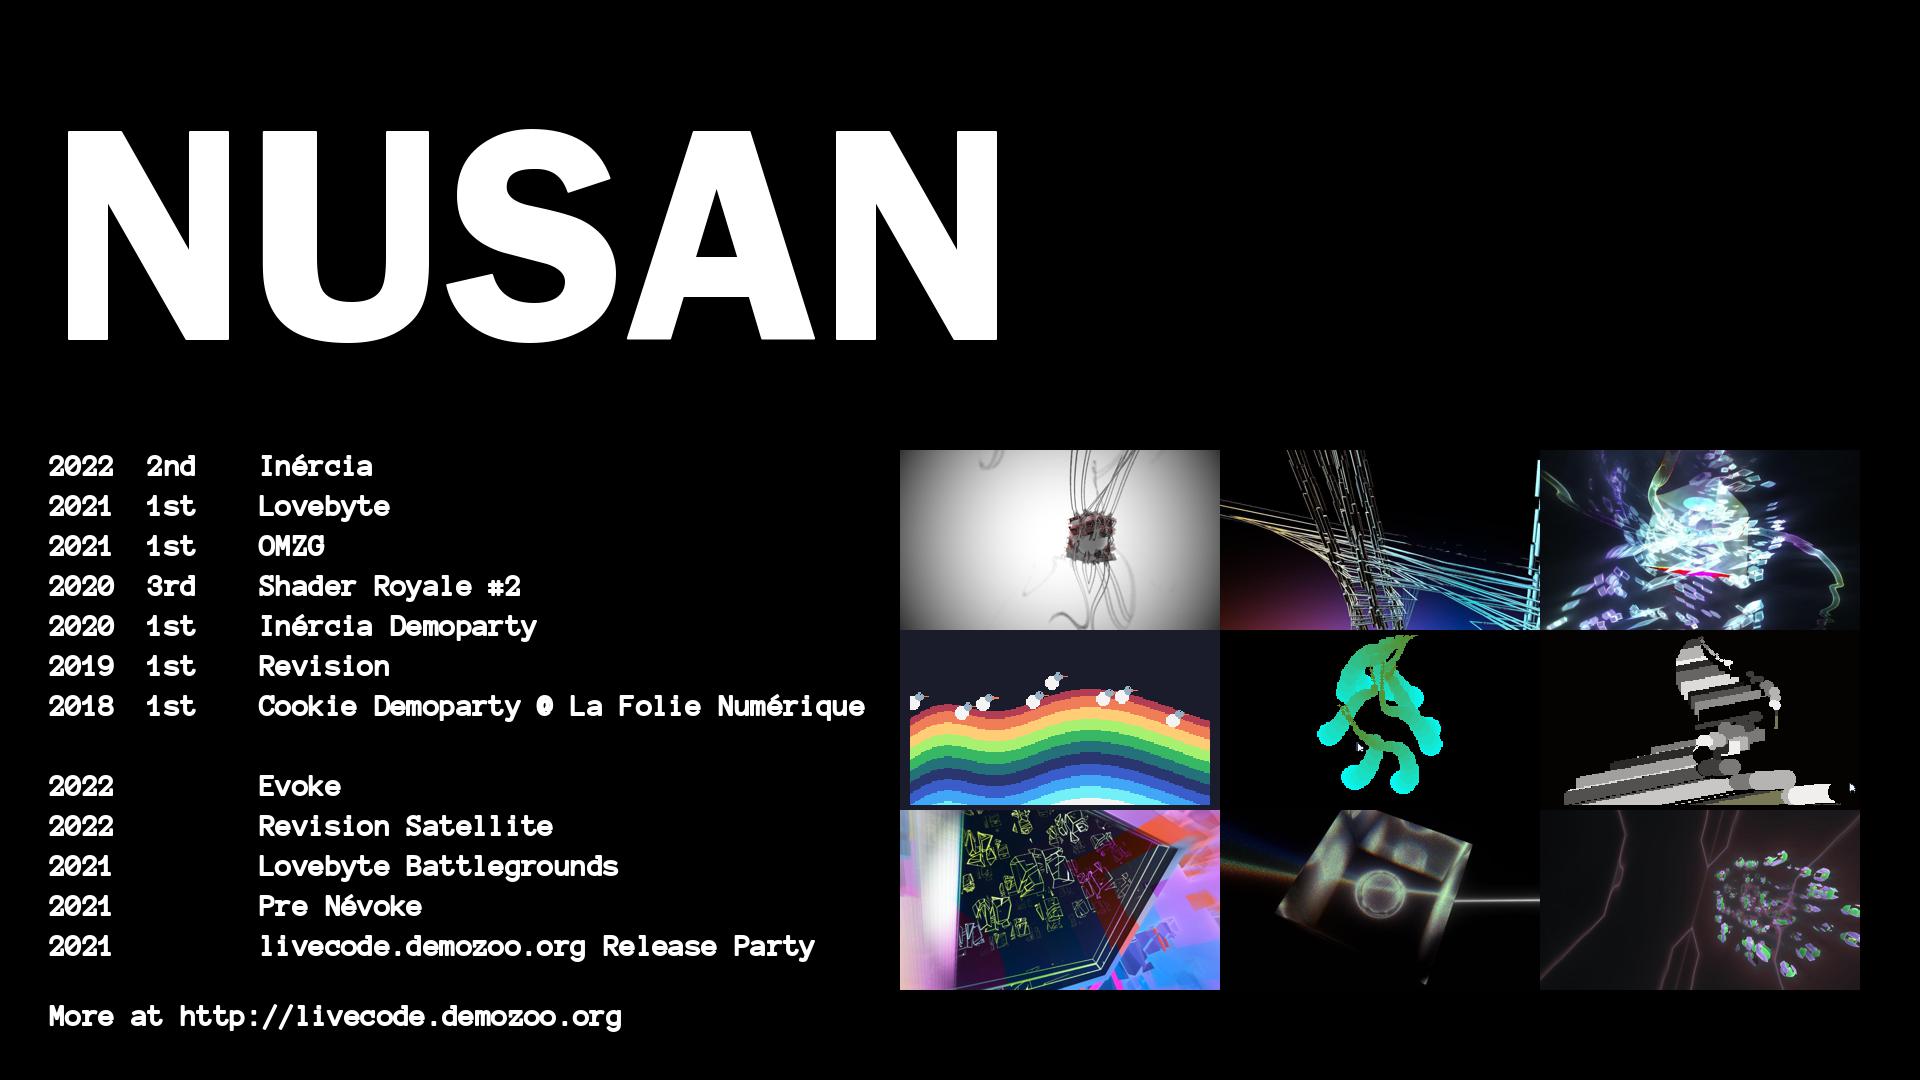 NUSAN
2022 2nd Inércia
2021 1st Lovebyte
2021 1st OMZG
2020 3rd Shader Royale #2
2020 1st Inércia Demoparty
2019 1st Revision
2018 1st Cookie Demoparty @ La Folie Numérique
2022 Evoke
2022 Revision Satellite
2021 Lovebyte Battlegrounds
2021 Pre Névoke
2021 livecode.demozoo.org Release Party
More at http://livecode.demozoo.org